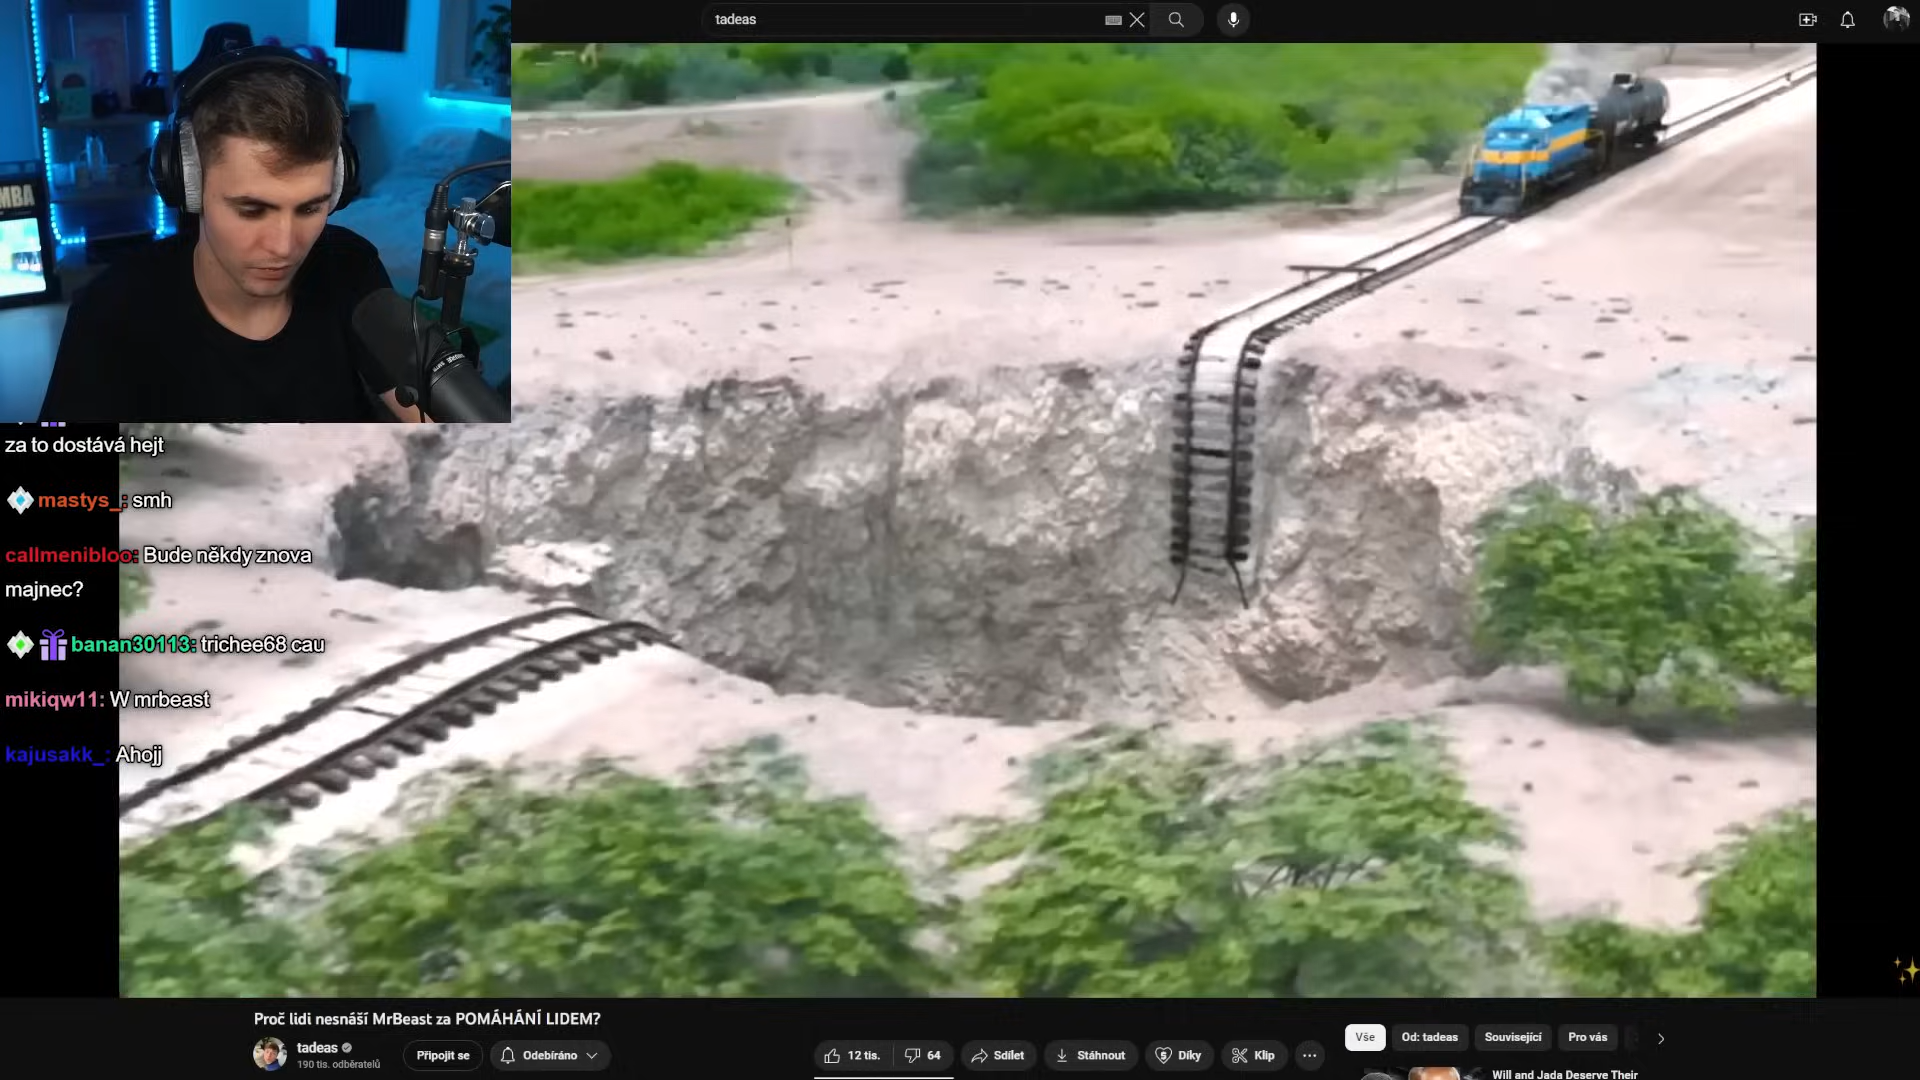 tadeas
MBA
za to dostává hejt
mastys_: smh
callmenibloo: Bude někdy znova
majnec?
banan30113: trichee68 cau
mikiqw11: W mrbeast
kajusakk_: Ahojj
Proč lidi nesnáší MrBeast za POMÁHÁNÍ LIDEM?
tadeas
190 tis. odběratelů
Připojit se
Odebíráno
12 tis.
64
Sdílet
Stáhnout
Díky
Klip
Vše
Od: tadeas
Související
Pro vás
Will and Jada Deserve Their